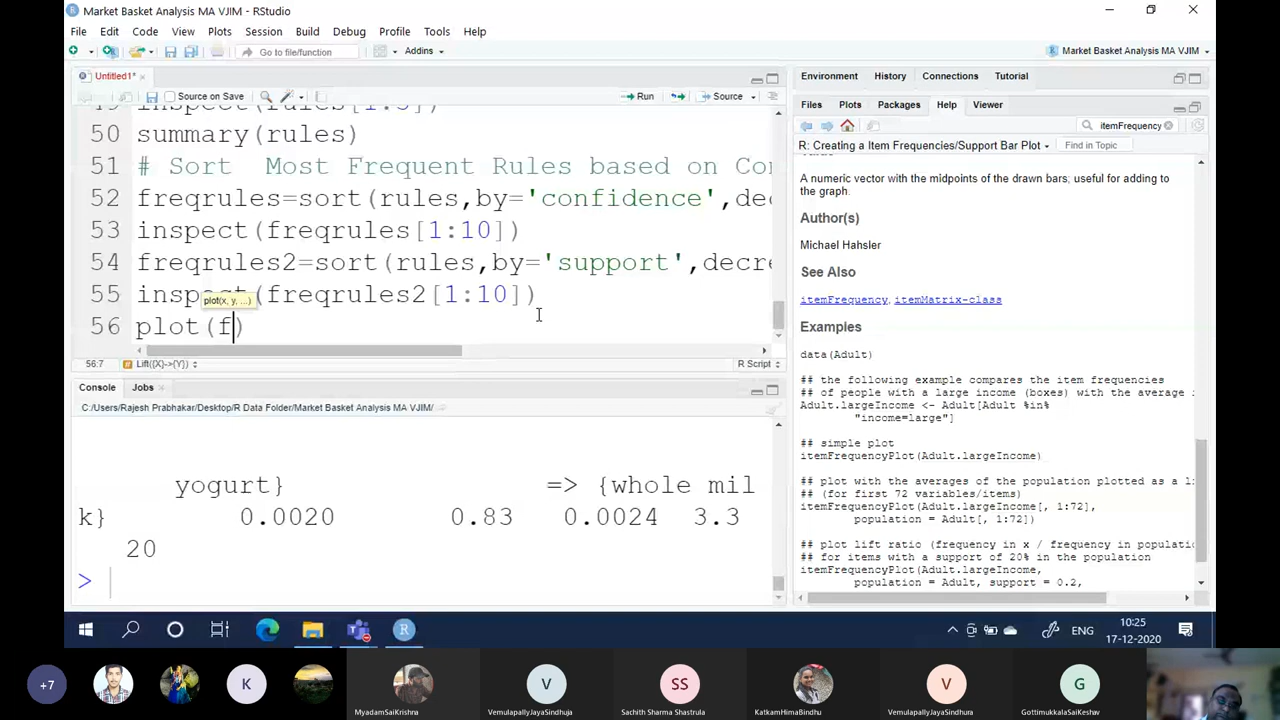 Market Basket Analysis MA VJIM - RStudio
File Edit Code View Plots Session Build Debug Profile Tools Help
Go to file/function Addins Market Basket Analysis MA VJIM
Untitled1*
Source on Save Run Source
50 summary(rules)
51 # Sort  Most Frequent Rules based on Con
52 freqrules=sort(rules,by='confidence',dec
53 inspect(freqrules[1:10])
54 freqrules2=sort(rules,by='support',decre
55 inspect(freqrules2[1:10])
plot(x, y, ...)
56 plot(f)
56:7 Lift({X}->{Y}) R Script
Console Jobs
C:/Users/Rajesh Prabhakar/Desktop/R Data Folder/Market Basket Analysis MA VJIM/
yogurt} => {whole mil
k} 0.0020 0.83 0.0024 3.3
20
>
Environment History Connections Tutorial
Files Plots Packages Help Viewer
itemFrequency
R: Creating a Item Frequencies/Support Bar Plot Find in Topic
A numeric vector with the midpoints of the drawn bars; useful for adding to
the graph.
Author(s)
Michael Hahsler
See Also
itemFrequency, itemMatrix-class
Examples
data(Adult)
## the following example compares the item frequencies
## of people with a large income (boxes) with the average i
Adult.largeIncome <- Adult[Adult %in%
"income=large"]
## simple plot
itemFrequencyPlot(Adult.largeIncome)
## plot with the averages of the population plotted as a li
## (for first 72 variables/items)
itemFrequencyPlot(Adult.largeIncome[, 1:72],
population = Adult[, 1:72])
## plot lift ratio (frequency in x / frequency in populatio
## for items with a support of 20% in the population
itemFrequencyPlot(Adult.largeIncome,
population = Adult, support = 0.2,
ENG 10:25
17-12-2020
+7 K V SS V G
MyadamSaiKrishna VemulapallyJayaSindhuja Sachith Sharma Shastrula KatkamHimaBindhu VemulapallyJayaSindhura GottimukkalaSaiKeshav